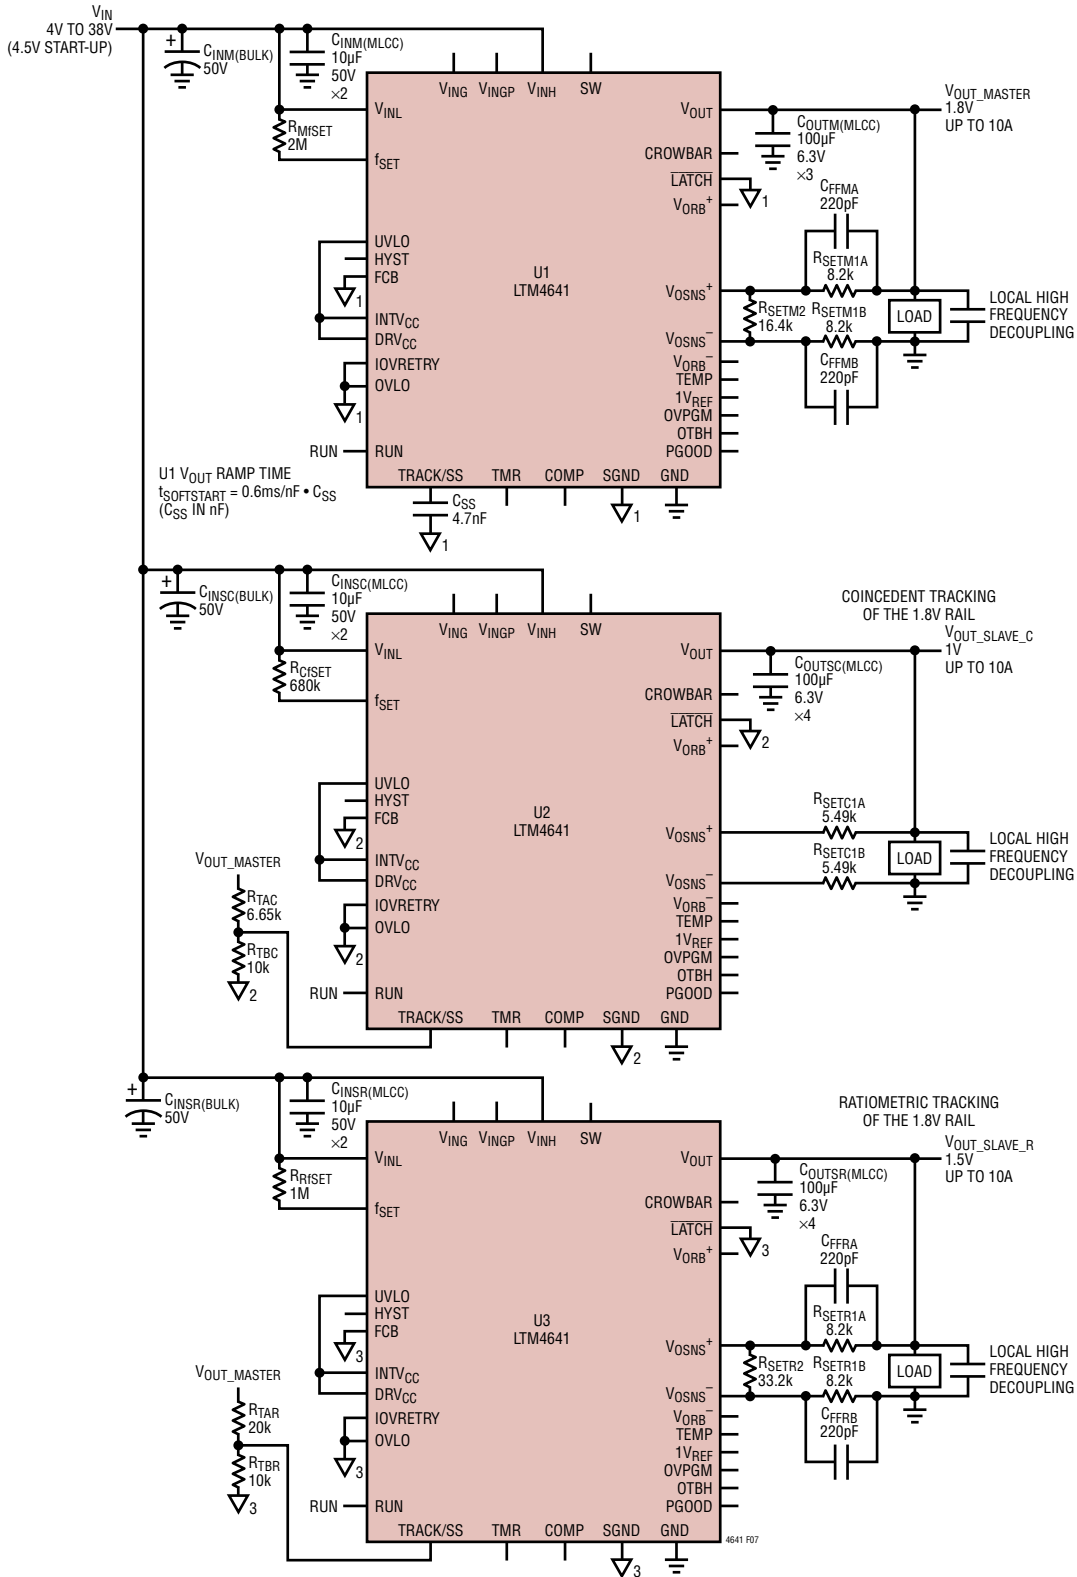 VIN
4V TO 38V
(4.5V START-UP)
+
CINM(BULK)
50V
CINM(MLCC)
10µF
50V
×2
RMfSET
2M
VING
VINGP
VINH
SW
VINL
fSET
UVLO
HYST
FCB
1
INTVCC
DRVCC
IOVRETRY
OVLO
1
RUN
RUN
U1
LTM4641
VOUT
CROWBAR
LATCH
1
VORB+
VOSNS+
VOSNS−
VORB−
TEMP
1VREF
OVPGM
OTBH
PGOOD
TRACK/SS
TMR
COMP
SGND
GND
1
CSS
4.7nF
1
U1 VOUT RAMP TIME
tSOFTSTART = 0.6ms/nF • CSS
(CSS IN nF)
VOUT_MASTER
1.8V
UP TO 10A
COUTM(MLCC)
100µF
6.3V
×3
CFFMA
220pF
RSETM1A
8.2k
RSETM2
16.4k
RSETM1B
8.2k
CFFMB
220pF
LOAD
LOCAL HIGH
FREQUENCY
DECOUPLING
+
CINSC(BULK)
50V
CINSC(MLCC)
10µF
50V
×2
RCfSET
680k
VING
VINGP
VINH
SW
VINL
fSET
UVLO
HYST
FCB
2
INTVCC
DRVCC
IOVRETRY
OVLO
2
RUN
RUN
U2
LTM4641
VOUT
CROWBAR
LATCH
2
VORB+
VOSNS+
VOSNS−
VORB−
TEMP
1VREF
OVPGM
OTBH
PGOOD
TRACK/SS
TMR
COMP
SGND
GND
2
VOUT_MASTER
RTAC
6.65k
RTBC
10k
2
COINCEDENT TRACKING
OF THE 1.8V RAIL
VOUT_SLAVE_C
1V
UP TO 10A
COUTSC(MLCC)
100µF
6.3V
×4
RSETC1A
5.49k
RSETC1B
5.49k
LOAD
LOCAL HIGH
FREQUENCY
DECOUPLING
+
CINSR(BULK)
50V
CINSR(MLCC)
10µF
50V
×2
RRfSET
1M
VING
VINGP
VINH
SW
VINL
fSET
UVLO
HYST
FCB
3
INTVCC
DRVCC
IOVRETRY
OVLO
3
RUN
RUN
U3
LTM4641
VOUT
CROWBAR
LATCH
3
VORB+
VOSNS+
VOSNS−
VORB−
TEMP
1VREF
OVPGM
OTBH
PGOOD
TRACK/SS
TMR
COMP
SGND
GND
3
VOUT_MASTER
RTAR
20k
RTBR
10k
3
RATIOMETRIC TRACKING
OF THE 1.8V RAIL
VOUT_SLAVE_R
1.5V
UP TO 10A
COUTSR(MLCC)
100µF
6.3V
×4
CFFRA
220pF
RSETR1A
8.2k
RSETR2
33.2k
RSETR1B
8.2k
CFFRB
220pF
LOAD
LOCAL HIGH
FREQUENCY
DECOUPLING
4641 F07